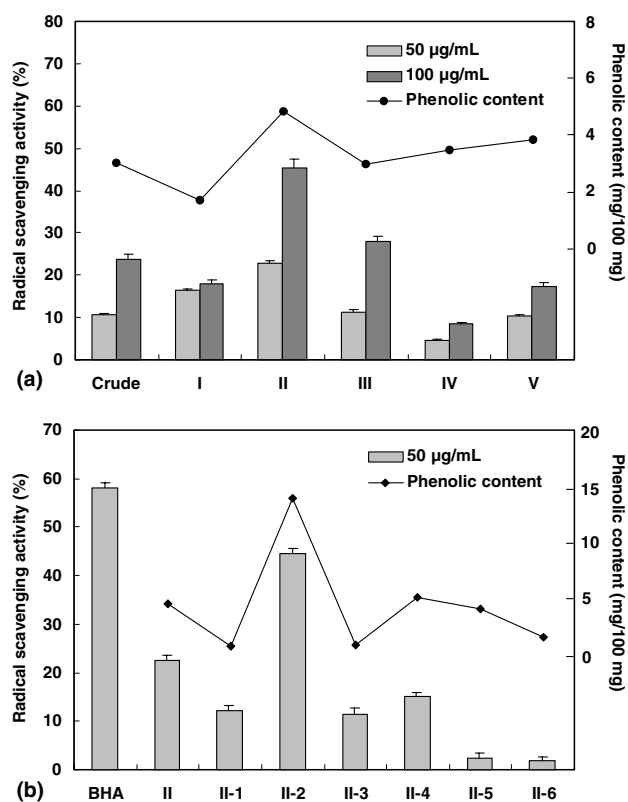 80
70
60
50
40
30
20
10
0
Radical scavenging activity (%)
50 µg/mL
100 µg/mL
Phenolic content
8
6
4
2
0
Phenolic content (mg/100 mg)
(a)
Crude I II III IV V
70
60
50
40
30
20
10
0
Radical scavenging activity (%)
50 µg/mL
Phenolic content
20
15
10
5
0
Phenolic content (mg/100 mg)
(b)
BHA II II-1 II-2 II-3 II-4 II-5 II-6